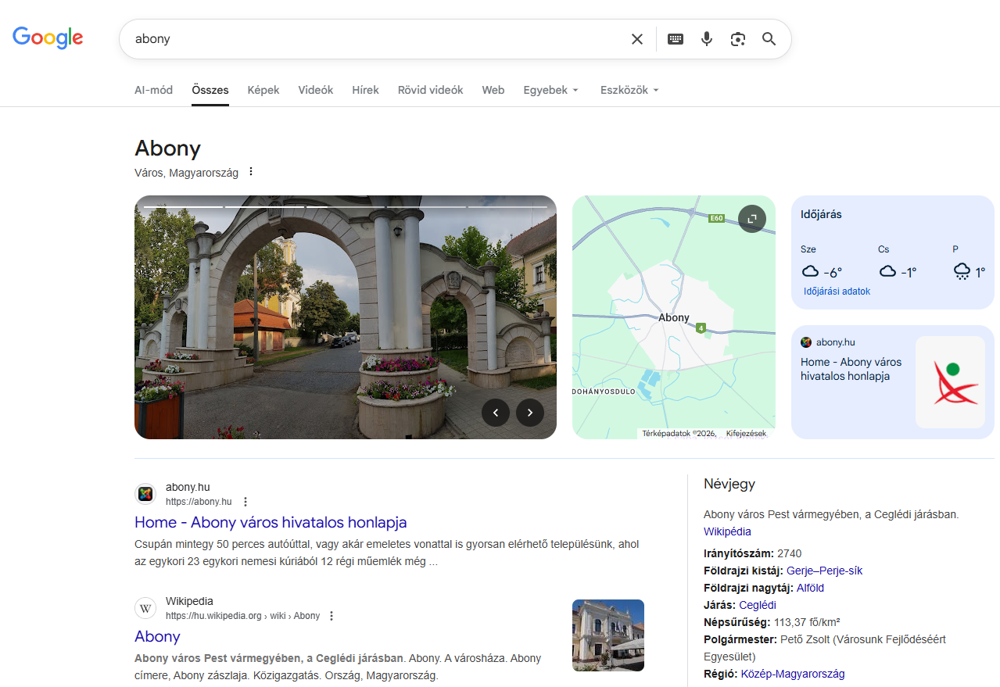 Google
abony
AI-mód
Összes
Képek
Videók
Hírek
Rövid videók
Web
Egyebek
Eszközök
Abony
Város, Magyarország
E60
Abony
4
DOHÁNYOSDŰLŐ
Térképadatok ©2026,
Kifejezések
Időjárás
Sze
Cs
P
-6°
-1°
1°
Időjárási adatok
abony.hu
Home - Abony város
hivatalos honlapja
abony.hu
https://abony.hu
Home - Abony város hivatalos honlapja
Csupán mintegy 50 perces autóúttal, vagy akár emeletes vonattal is gyorsan elérhető településünk, ahol
az egykori 23 egykori nemesi kúriából 12 régi műemlék még ...
W
Wikipedia
https://hu.wikipedia.org › wiki › Abony
Abony
Abony város Pest vármegyében, a Ceglédi járásban. Abony. A városháza. Abony
címere, Abony zászlaja. Közigazgatás. Ország, Magyarország.
Névjegy
Abony város Pest vármegyében, a Ceglédi járásban.
Wikipédia
Irányítószám: 2740
Földrajzi kistáj: Gerje–Perje-sík
Földrajzi nagytáj: Alföld
Járás: Ceglédi
Népsűrűség: 113,37 fő/km²
Polgármester: Pető Zsolt (Városunk Fejlődéséért
Egyesület)
Régió: Közép-Magyarország